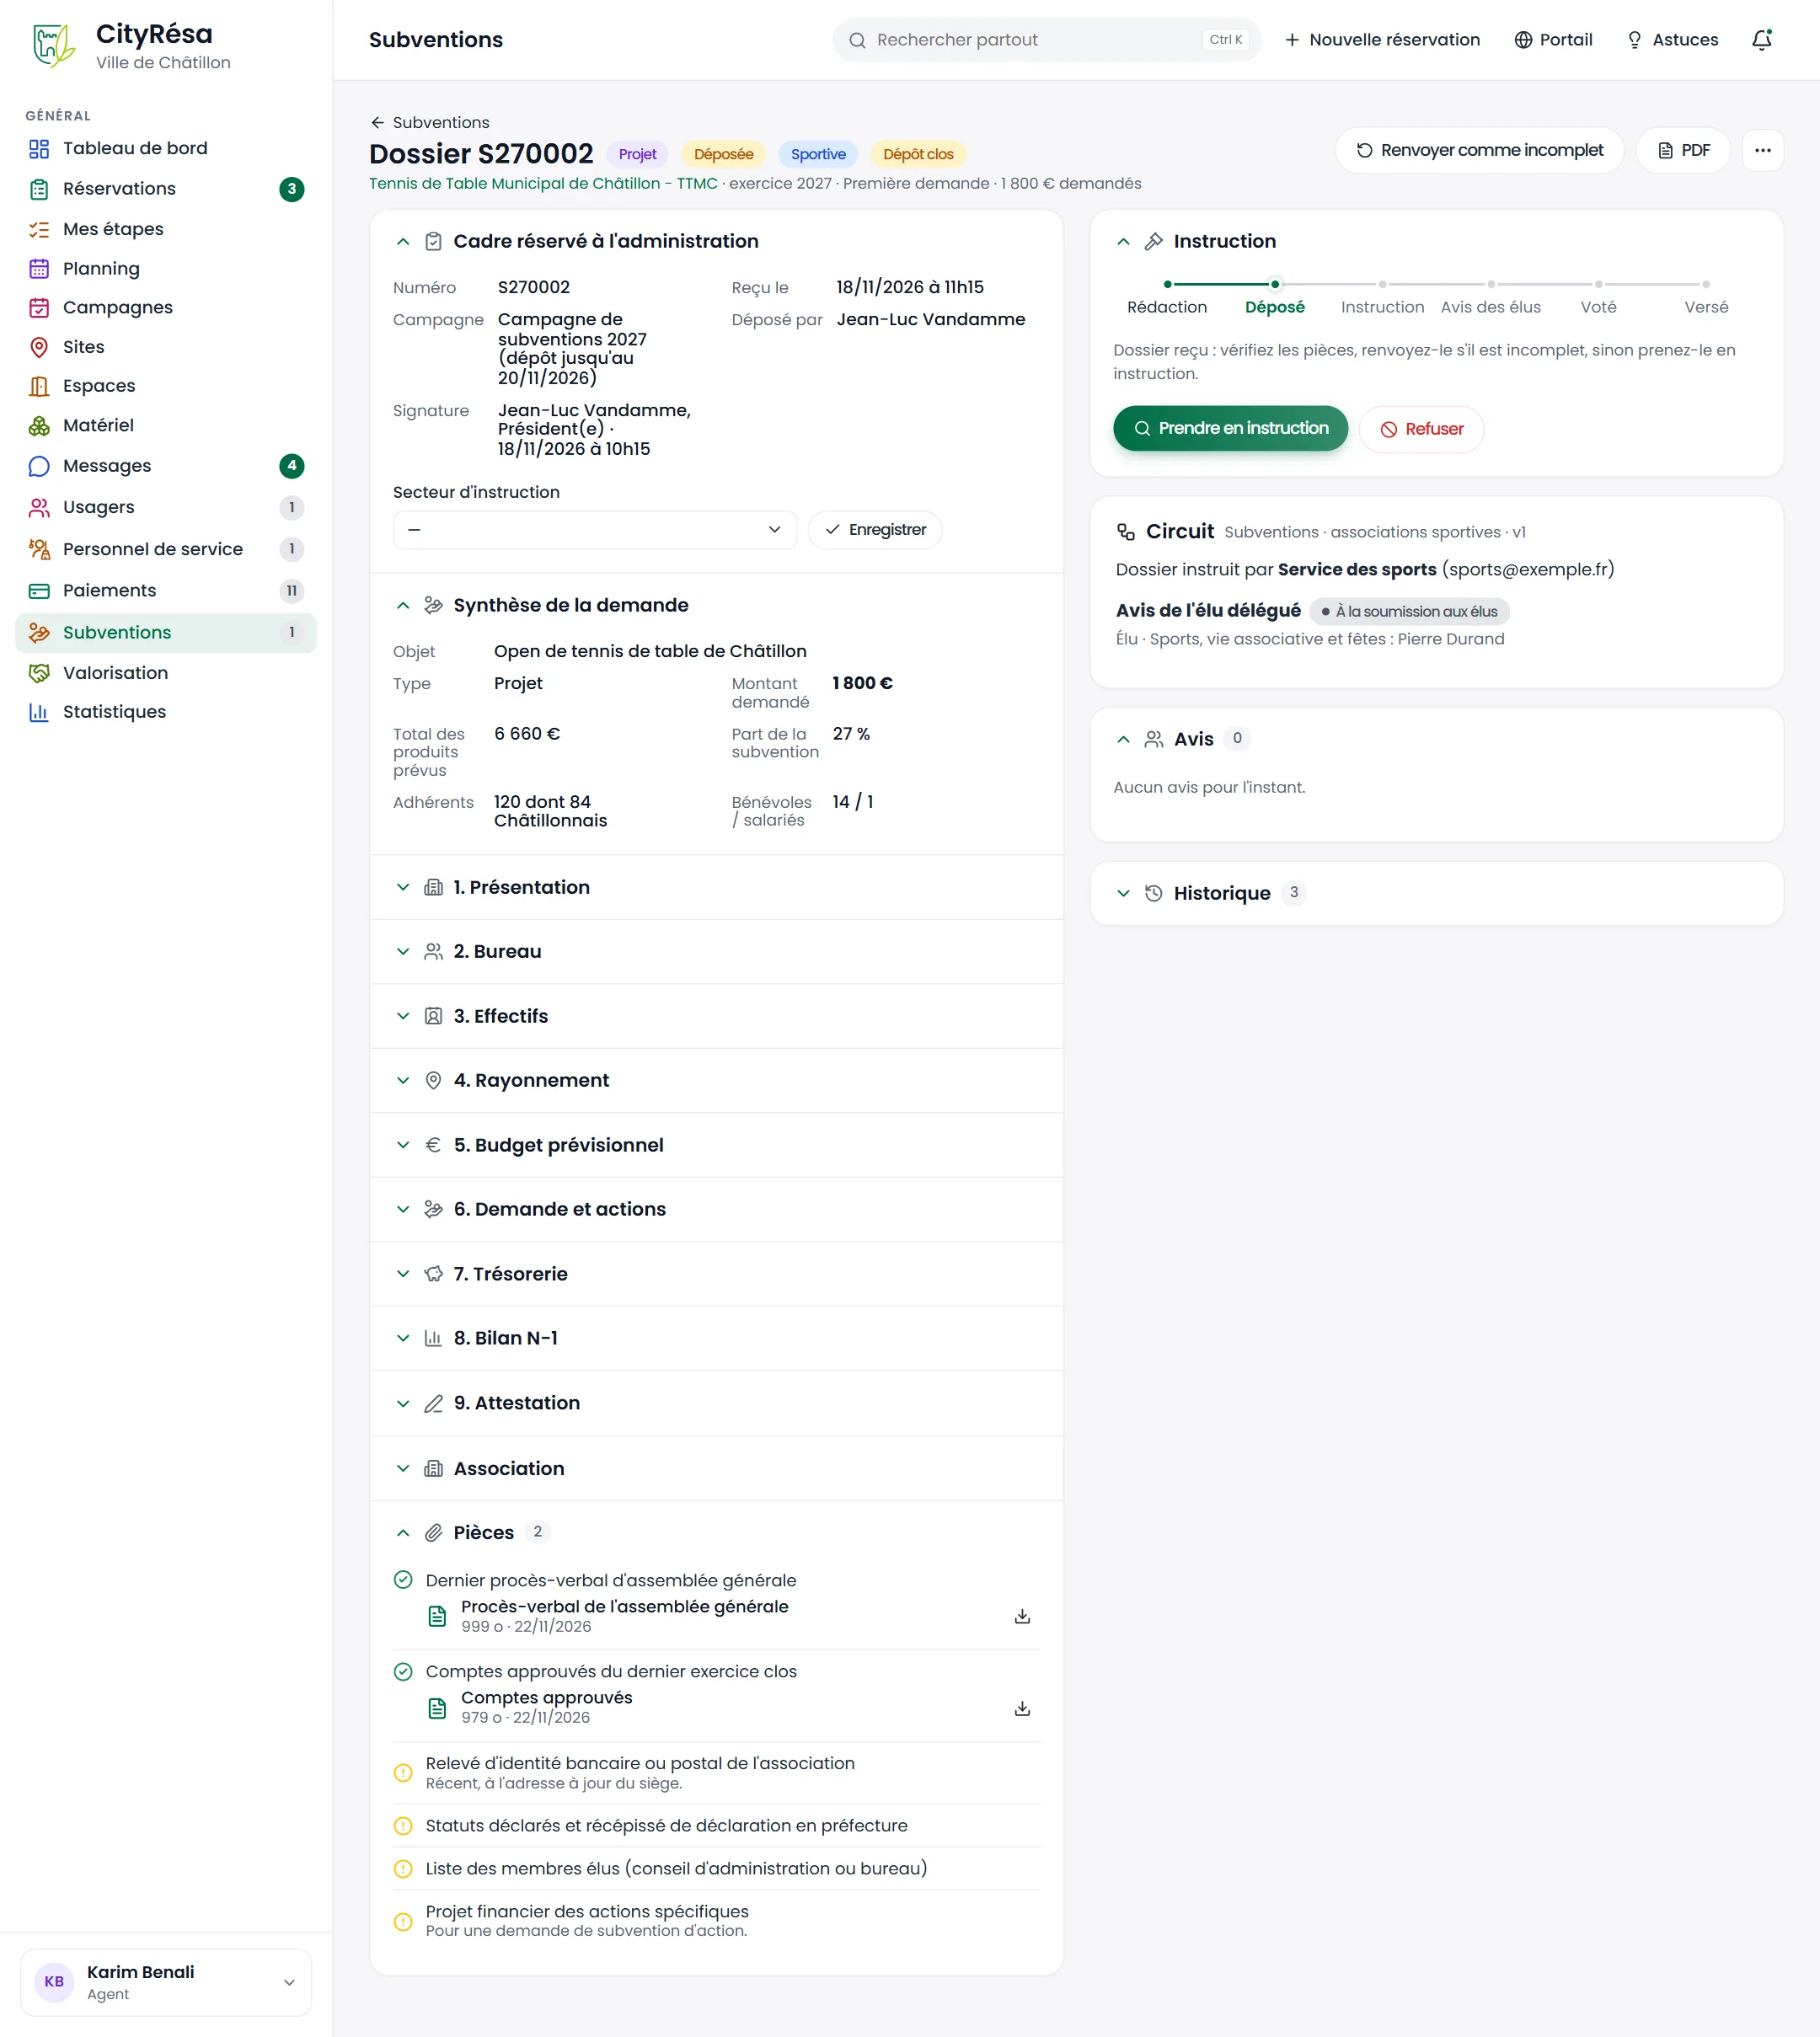 CityRésa
Ville de Châtillon
GÉNÉRAL
Tableau de bord
Réservations 3
Mes étapes
Planning
Campagnes
Sites
Espaces
Matériel
Messages 4
Usagers 1
Personnel de service 1
Paiements 11
Subventions 1
Valorisation
Statistiques
KB
Karim Benali
Agent
Subventions
Rechercher partout
Ctrl K
Nouvelle réservation
Portail
Astuces
Subventions
Dossier S270002
Projet
Déposée
Sportive
Dépôt clos
Tennis de Table Municipal de Châtillon - TTMC · exercice 2027 · Première demande · 1 800 € demandés
Renvoyer comme incomplet
PDF
Cadre réservé à l'administration
Numéro
S270002
Reçu le
18/11/2026 à 11h15
Campagne
Campagne de
subventions 2027
(dépôt jusqu'au
20/11/2026)
Déposé par
Jean-Luc Vandamme
Signature
Jean-Luc Vandamme,
Président(e) ·
18/11/2026 à 10h15
Secteur d'instruction
—
Enregistrer
Synthèse de la demande
Objet
Open de tennis de table de Châtillon
Type
Projet
Montant
demandé
1 800 €
Total des
produits
prévus
6 660 €
Part de la
subvention
27 %
Adhérents
120 dont 84
Châtillonnais
Bénévoles
/ salariés
14 / 1
1. Présentation
2. Bureau
3. Effectifs
4. Rayonnement
5. Budget prévisionnel
6. Demande et actions
7. Trésorerie
8. Bilan N-1
9. Attestation
Association
Pièces 2
Dernier procès-verbal d'assemblée générale
Procès-verbal de l'assemblée générale
999 o · 22/11/2026
Comptes approuvés du dernier exercice clos
Comptes approuvés
979 o · 22/11/2026
Relevé d'identité bancaire ou postal de l'association
Récent, à l'adresse à jour du siège.
Statuts déclarés et récépissé de déclaration en préfecture
Liste des membres élus (conseil d'administration ou bureau)
Projet financier des actions spécifiques
Pour une demande de subvention d'action.
Instruction
Rédaction
Déposé
Instruction
Avis des élus
Voté
Versé
Dossier reçu : vérifiez les pièces, renvoyez-le s'il est incomplet, sinon prenez-le en
instruction.
Prendre en instruction
Refuser
Circuit
Subventions · associations sportives · v1
Dossier instruit par Service des sports (sports@exemple.fr)
Avis de l'élu délégué
À la soumission aux élus
Élu · Sports, vie associative et fêtes : Pierre Durand
Avis 0
Aucun avis pour l'instant.
Historique 3